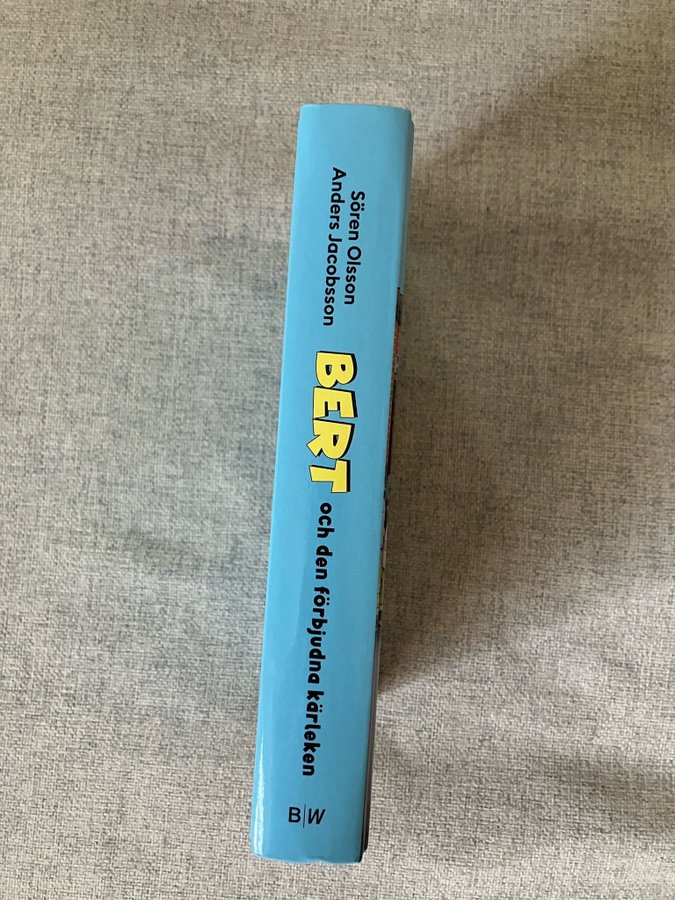 Sören Olsson
Anders Jacobsson
BERT och den förbjudna kärleken
B|W